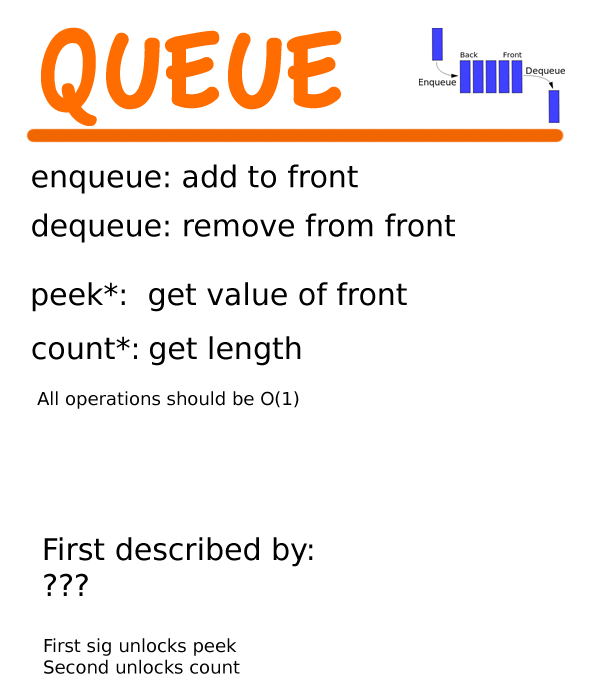 QUEUE
Back Front
Enqueue Dequeue
enqueue: add to front
dequeue: remove from front
peek*: get value of front
count*: get length
All operations should be O(1)
First described by:
???
First sig unlocks peek
Second unlocks count